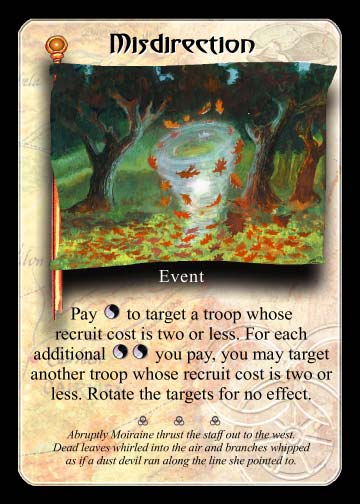 Misdirection
Event
Pay to target a troop whose
recruit cost is two or less. For each
additional you pay, you may target
another troop whose recruit cost is two or
less. Rotate the targets for no effect.
Abruptly Moiraine thrust the staff out to the west.
Dead leaves whirled into the air and branches whipped
as if a dust devil ran along the line she pointed to.